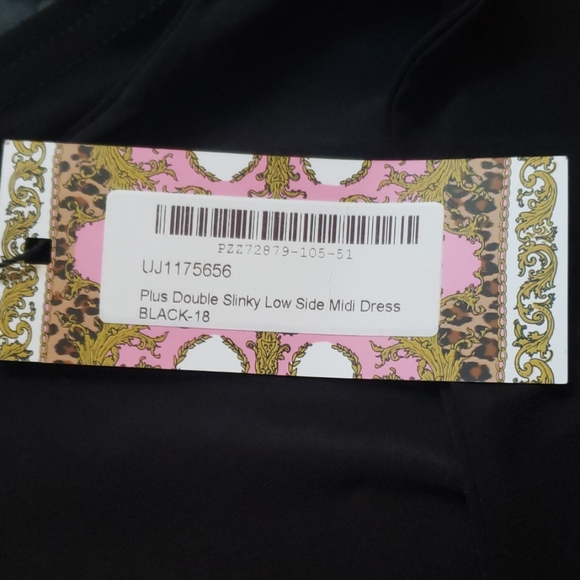 PZZ72879-105-51
UJ1175656
Plus Double Slinky Low Side Midi Dress
BLACK-18